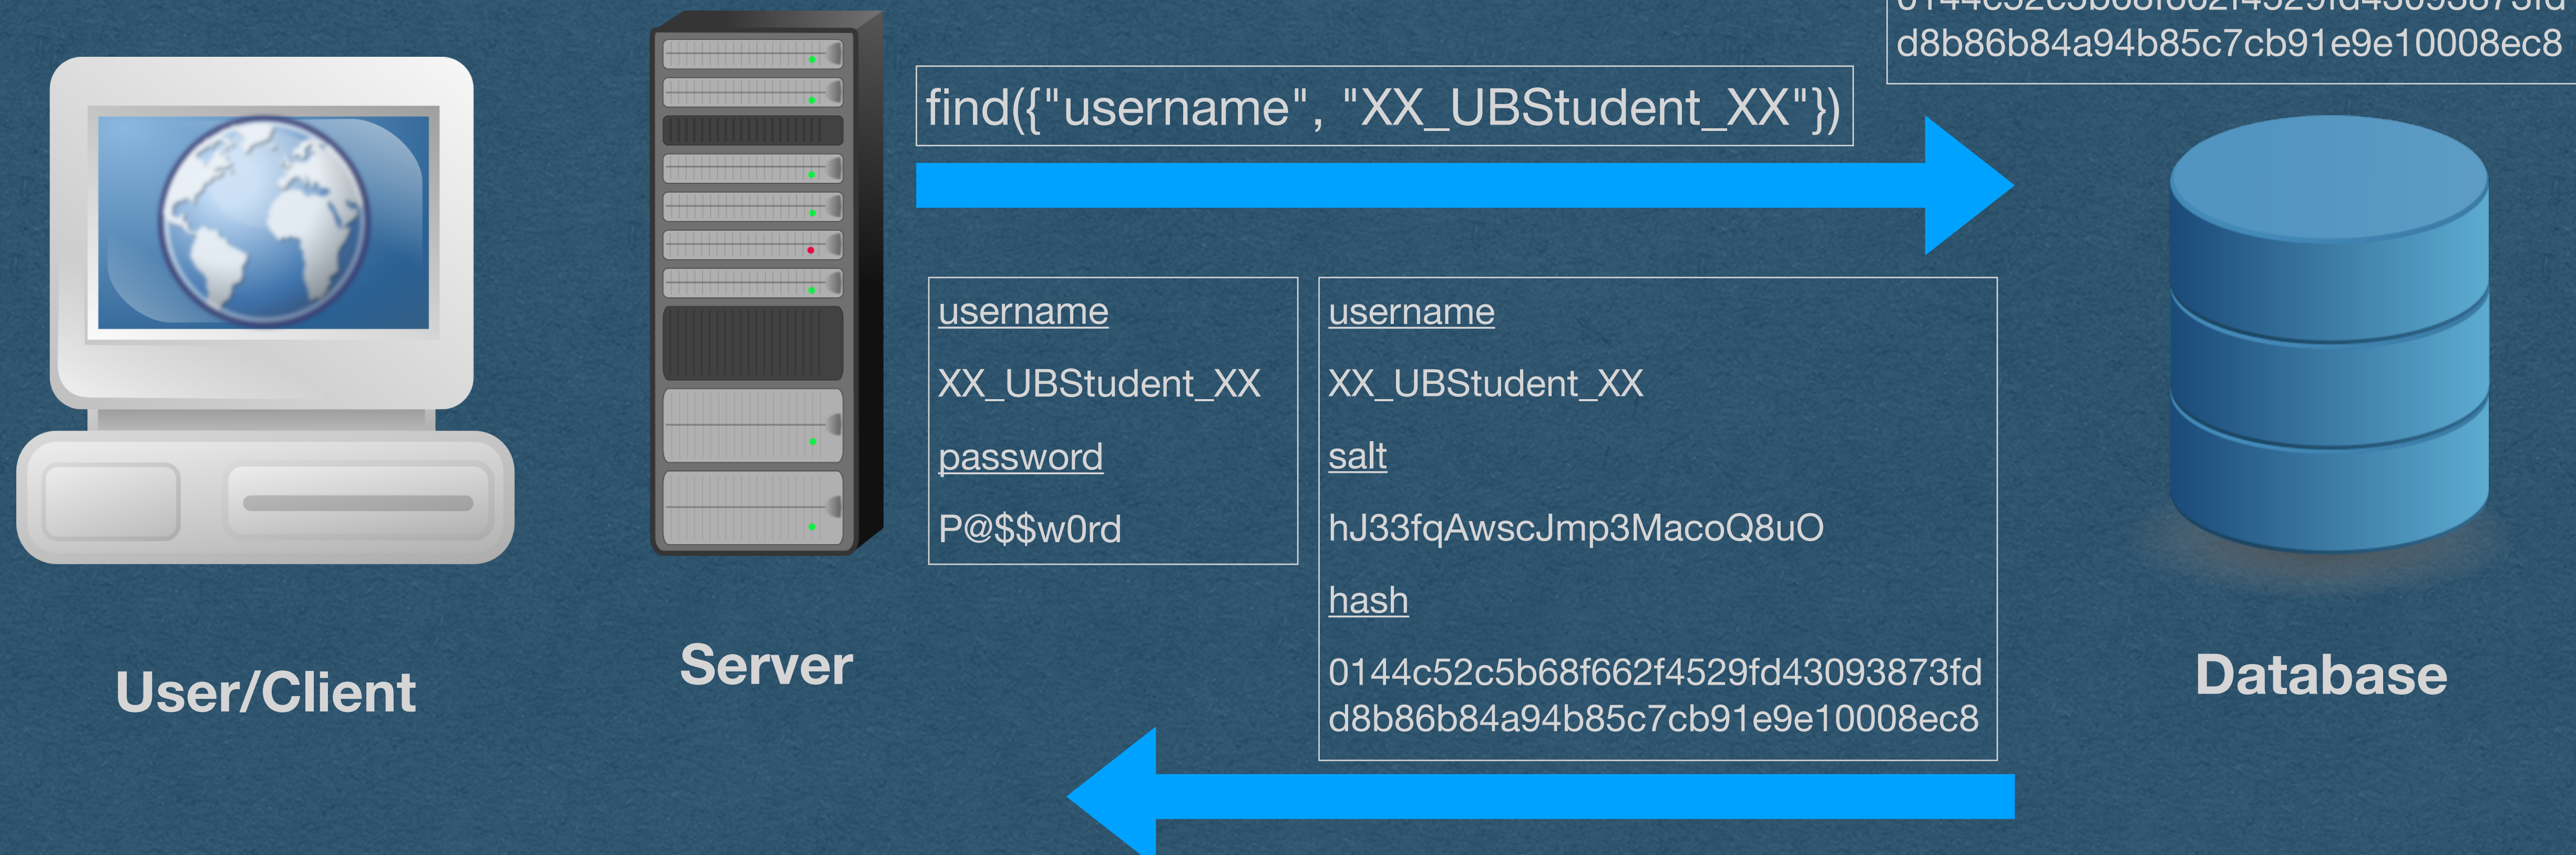 0144c52c5b68f662f4529fd43093873fd
d8b86b84a94b85c7cb91e9e10008ec8
find({"username", "XX_UBStudent_XX"})
username
XX_UBStudent_XX
password
P@$$w0rd
username
XX_UBStudent_XX
salt
hJ33fqAwscJmp3MacoQ8uO
hash
0144c52c5b68f662f4529fd43093873fd
d8b86b84a94b85c7cb91e9e10008ec8
User/Client
Server
Database